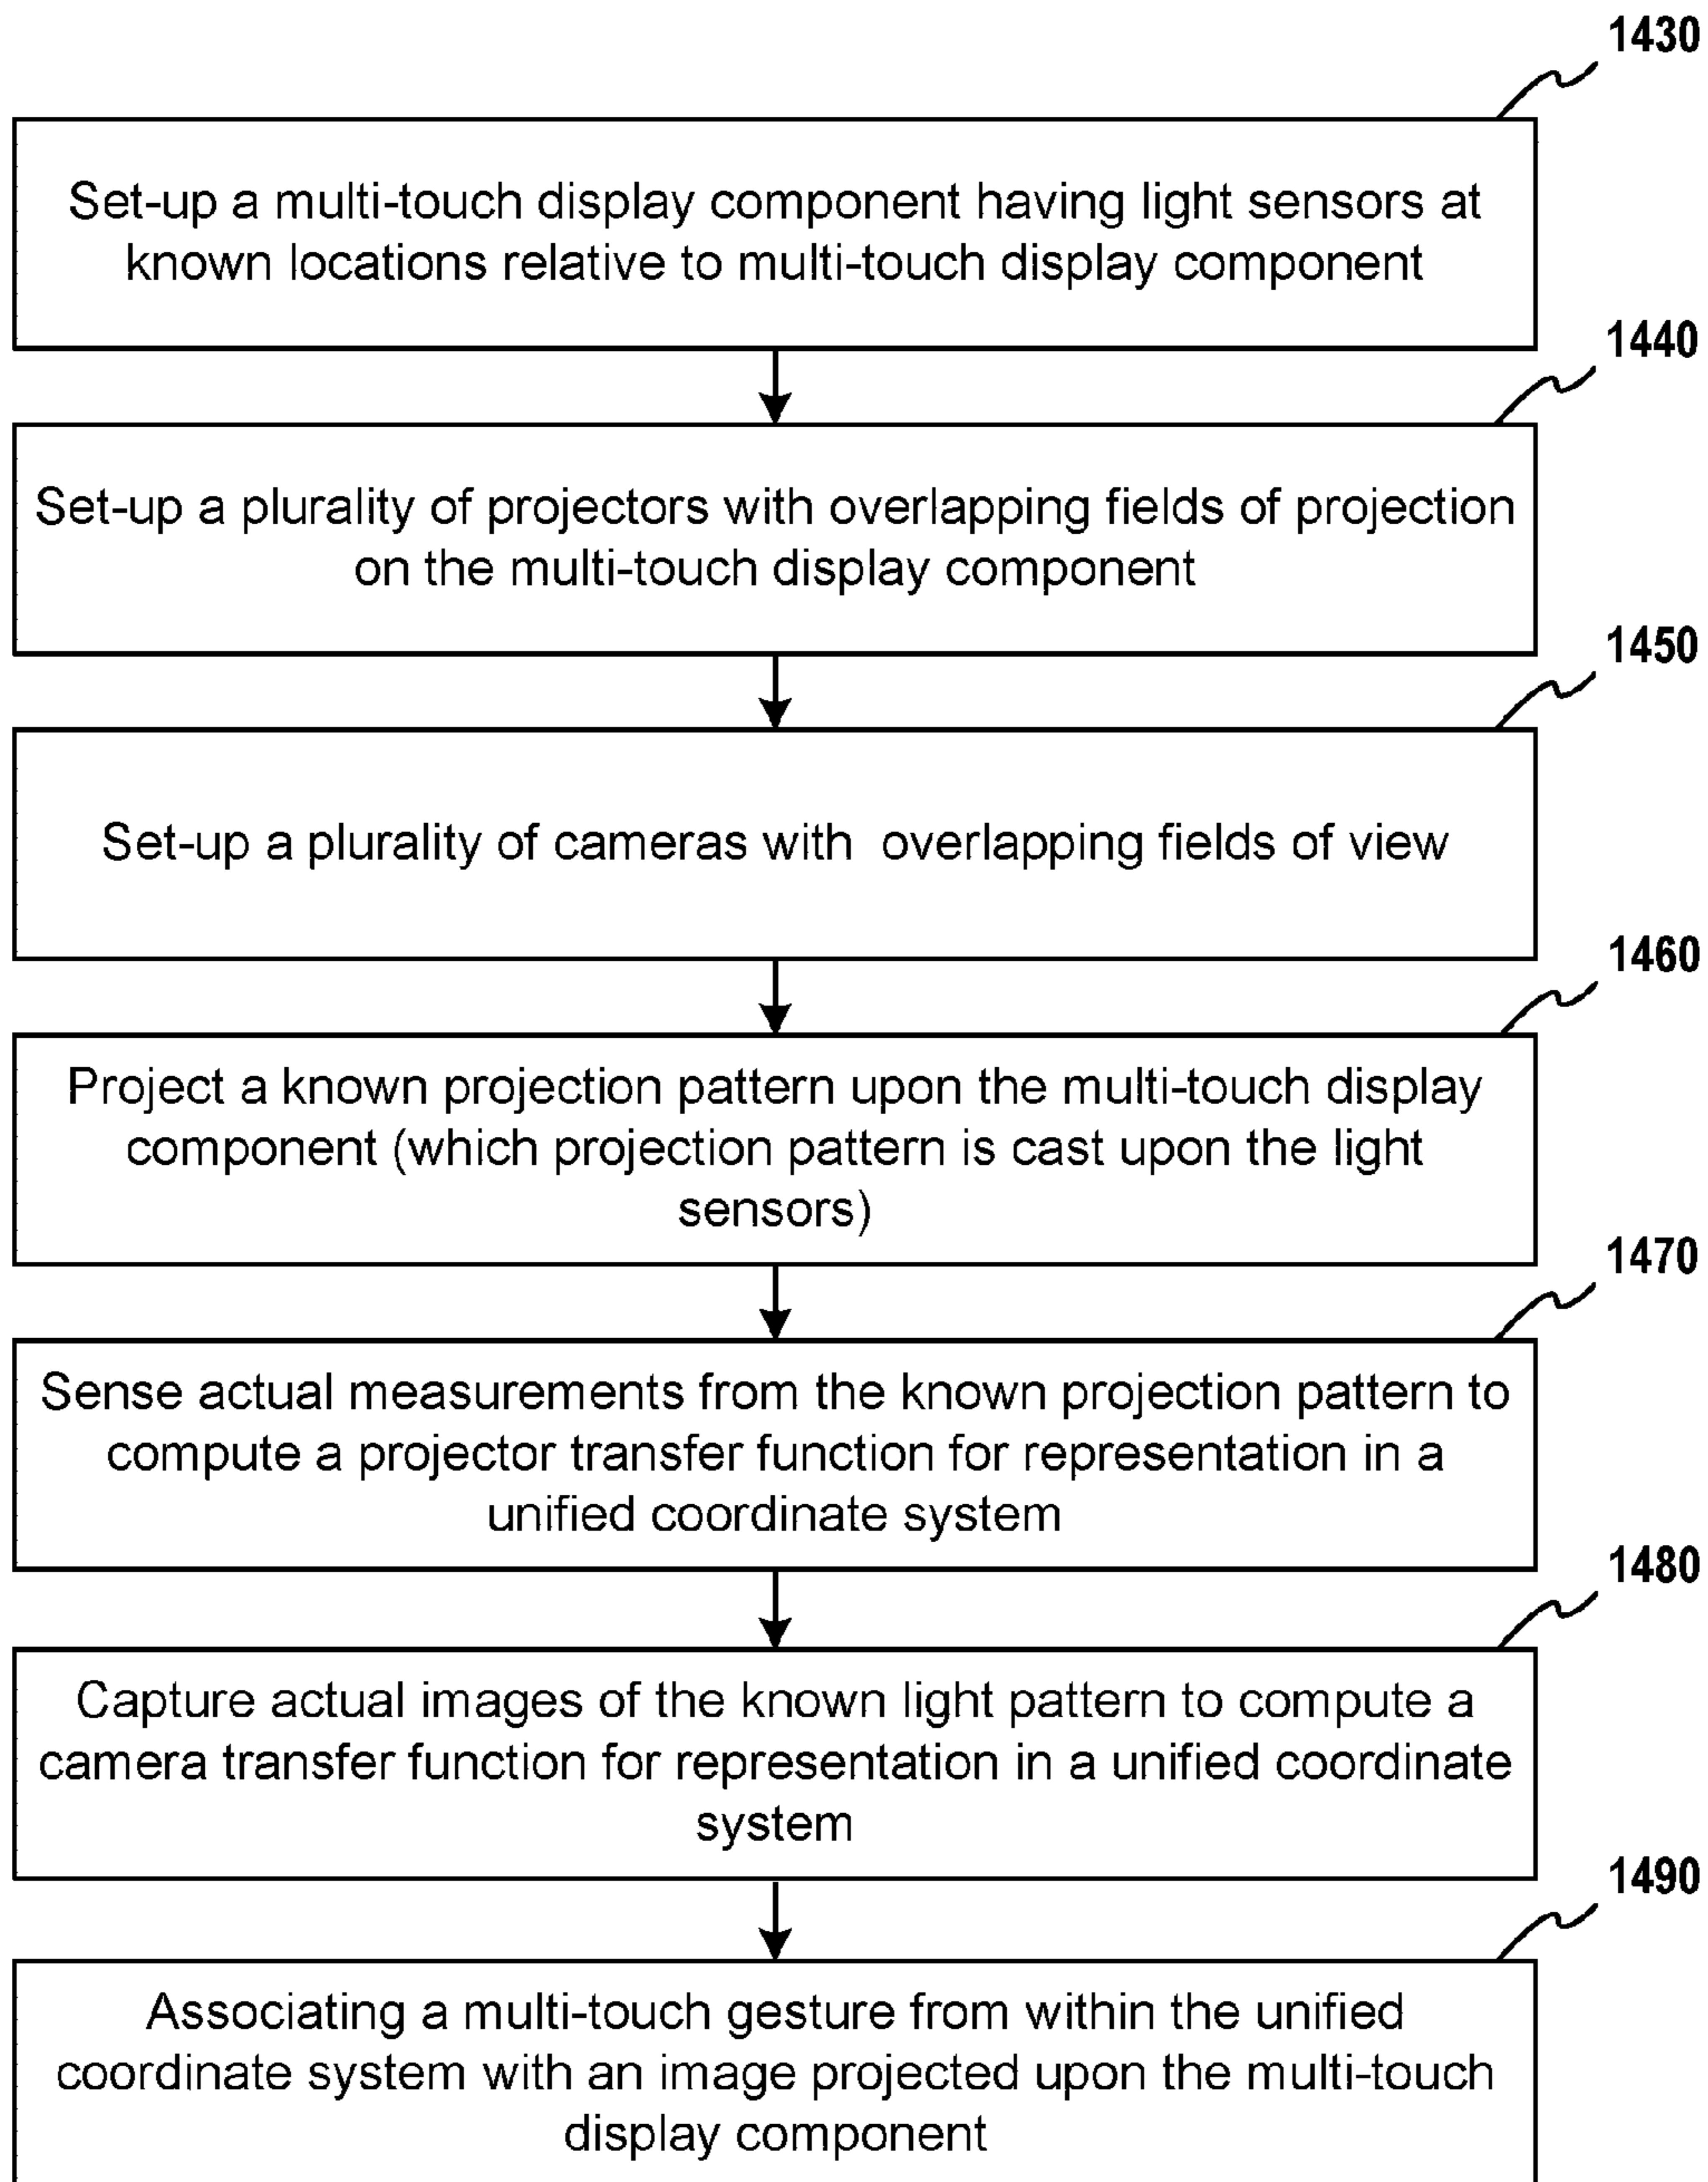 1430
Set-up a multi-touch display component having light sensors at
known locations relative to multi-touch display component
1440
Set-up a plurality of projectors with overlapping fields of projection
on the multi-touch display component
1450
Set-up a plurality of cameras with overlapping fields of view
1460
Project a known projection pattern upon the multi-touch display
component (which projection pattern is cast upon the light
sensors)
1470
Sense actual measurements from the known projection pattern to
compute a projector transfer function for representation in a
unified coordinate system
1480
Capture actual images of the known light pattern to compute a
camera transfer function for representation in a unified coordinate
system
1490
Associating a multi-touch gesture from within the unified
coordinate system with an image projected upon the multi-touch
display component